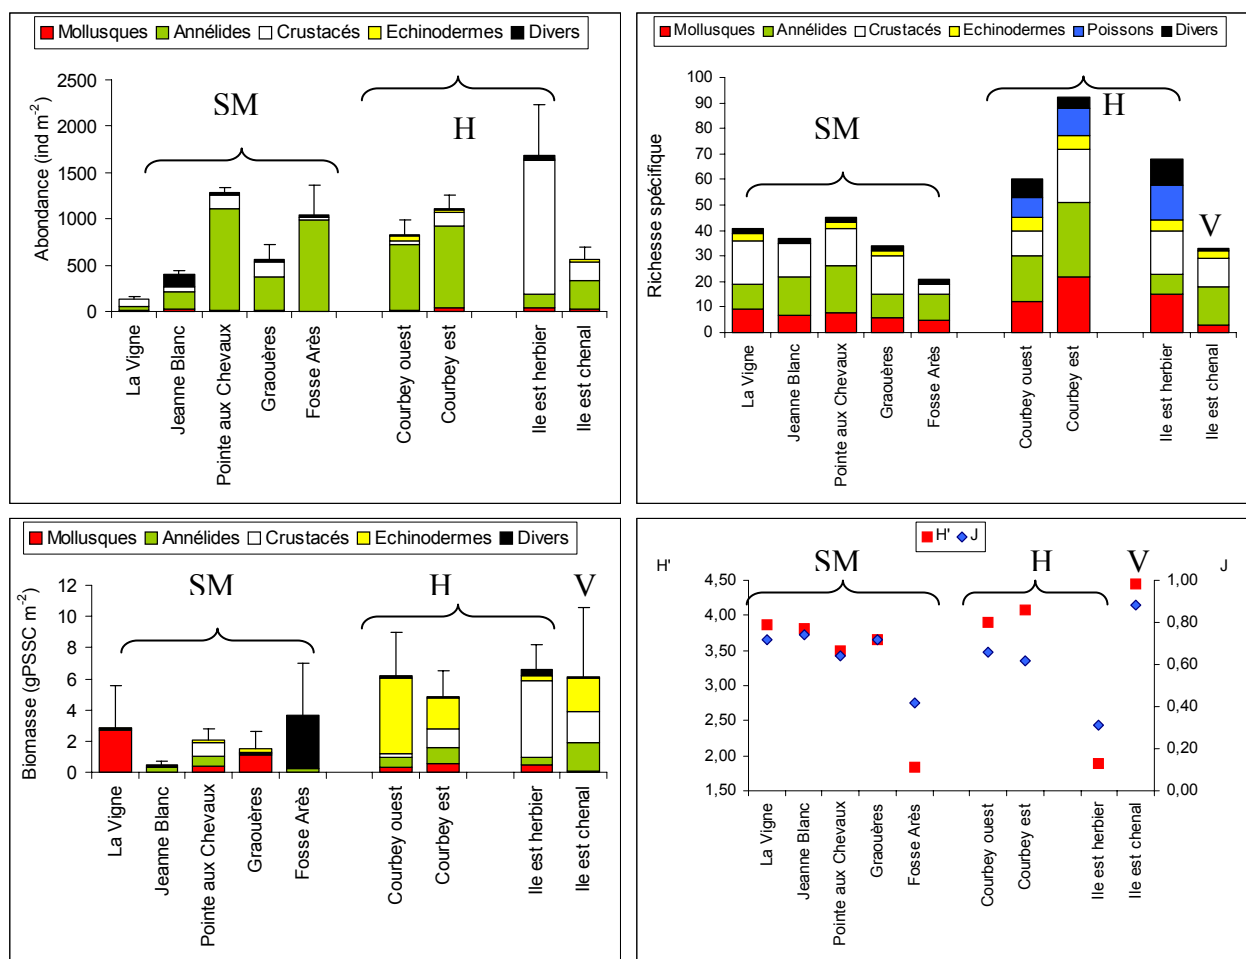 Mollusques Annélides Crustacés Echinodermes Divers
Abondance (ind m-2)
2500
2000
1500
1000
500
0
SM
H
La Vigne
Jeanne Blanc
Pointe aux Chevaux
Graouères
Fosse Arès
Courbey ouest
Courbey est
Ile est herbier
Ile est chenal
Mollusques Annélides Crustacés Echinodermes Poissons Divers
Richesse spécifique
100
90
80
70
60
50
40
30
20
10
0
SM
H
V
La Vigne
Jeanne Blanc
Pointe aux Chevaux
Graouères
Fosse Arès
Courbey ouest
Courbey est
Ile est herbier
Ile est chenal
Mollusques Annélides Crustacés Echinodermes Divers
Biomasse (gPSSC m-2)
12
10
8
6
4
2
0
SM
H
V
La Vigne
Jeanne Blanc
Pointe aux Chevaux
Graouères
Fosse Arès
Courbey ouest
Courbey est
Ile est herbier
Ile est chenal
H' J
H'
J
SM
H
V
4,50
4,00
3,50
3,00
2,50
2,00
1,50
1,00
0,80
0,60
0,40
0,20
0,00
La Vigne
Jeanne Blanc
Pointe aux Chevaux
Graouères
Fosse Arès
Courbey ouest
Courbey est
Ile est herbier
Ile est chenal